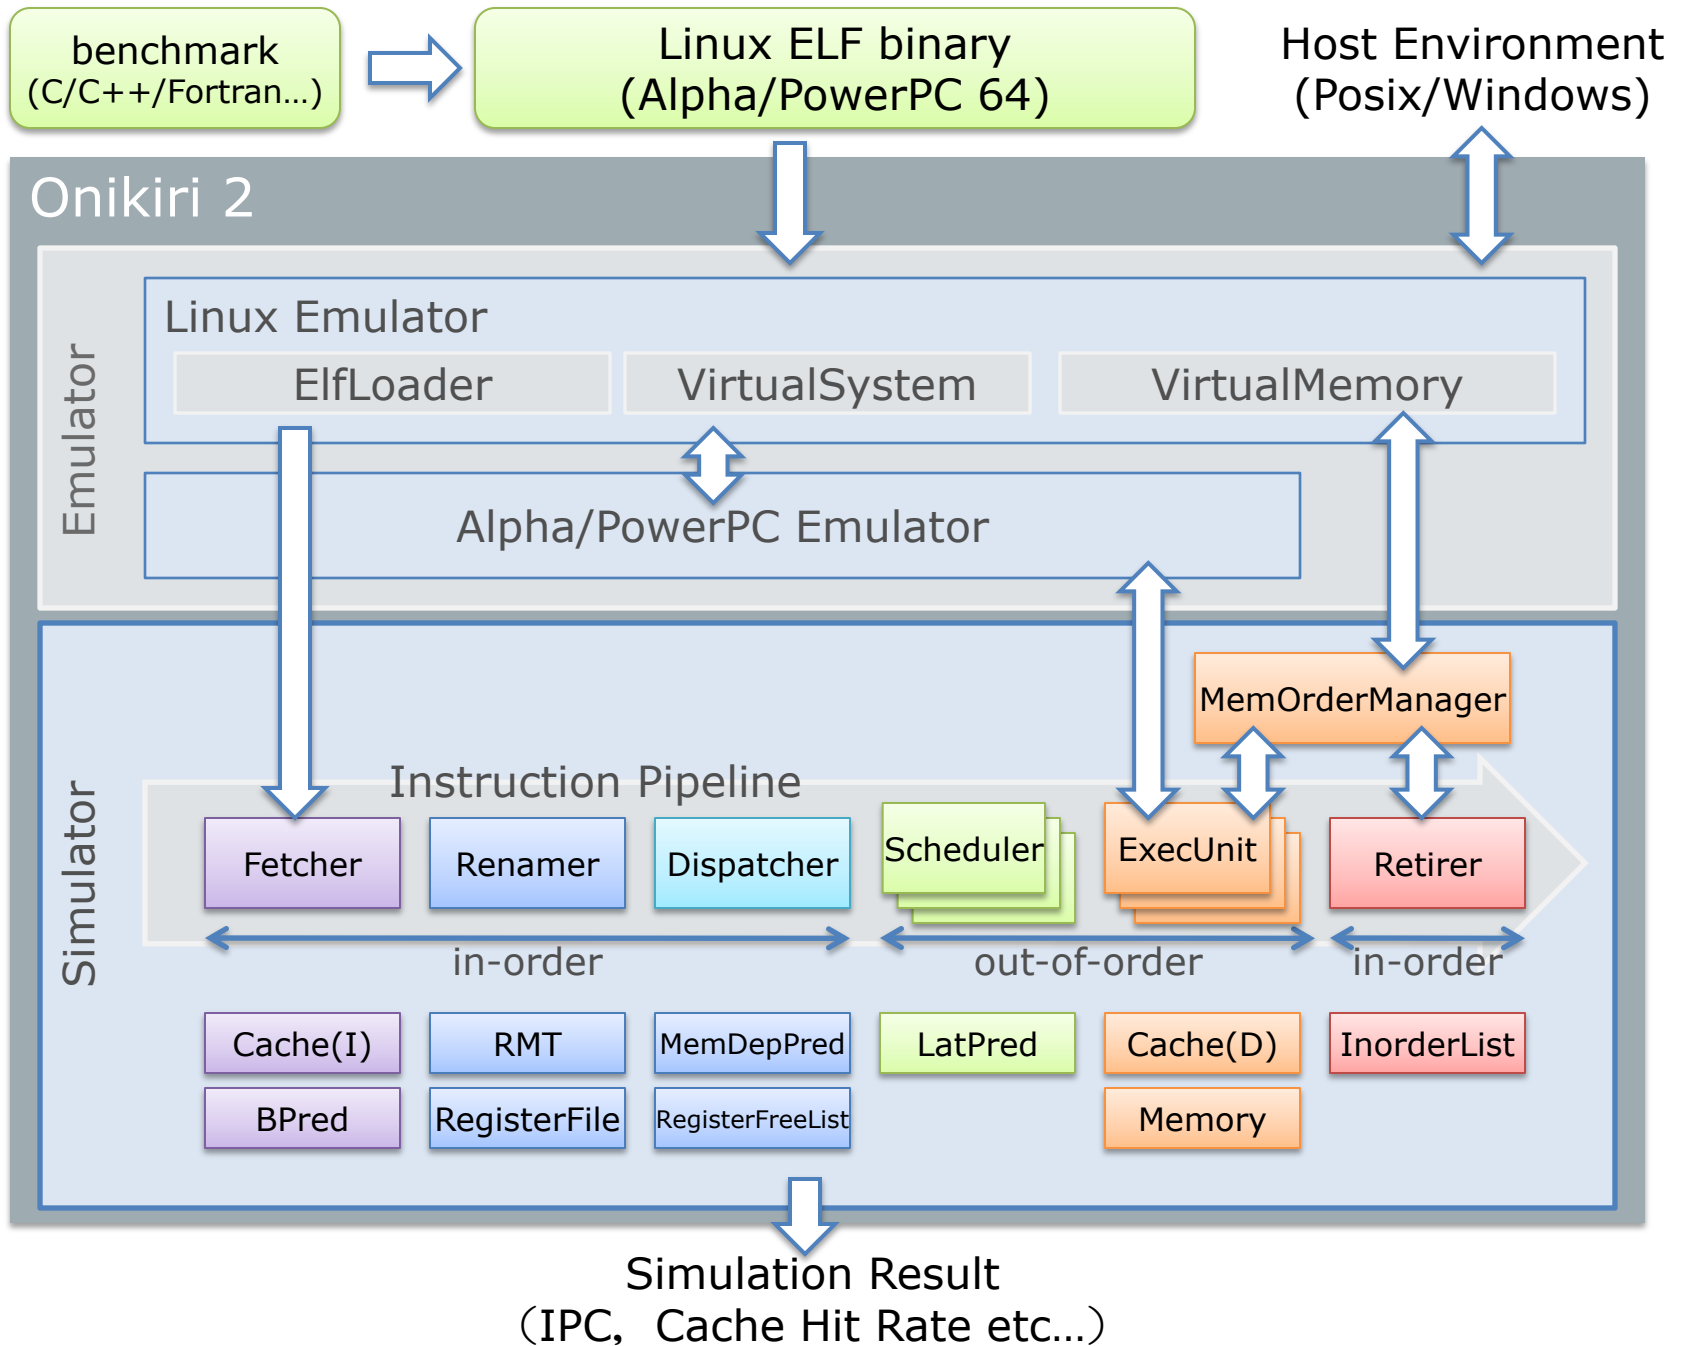 benchmark
(C/C++/Fortran…)
Linux ELF binary
(Alpha/PowerPC 64)
Host Environment
(Posix/Windows)
Onikiri 2
Emulator
Linux Emulator
ElfLoader
VirtualSystem
VirtualMemory
Alpha/PowerPC Emulator
Simulator
MemOrderManager
Instruction Pipeline
Fetcher
Renamer
Dispatcher
Scheduler
ExecUnit
Retirer
in-order
out-of-order
in-order
Cache(I)
RMT
MemDepPred
LatPred
Cache(D)
InorderList
BPred
RegisterFile
RegisterFreeList
Memory
Simulation Result
（IPC，Cache Hit Rate etc…）